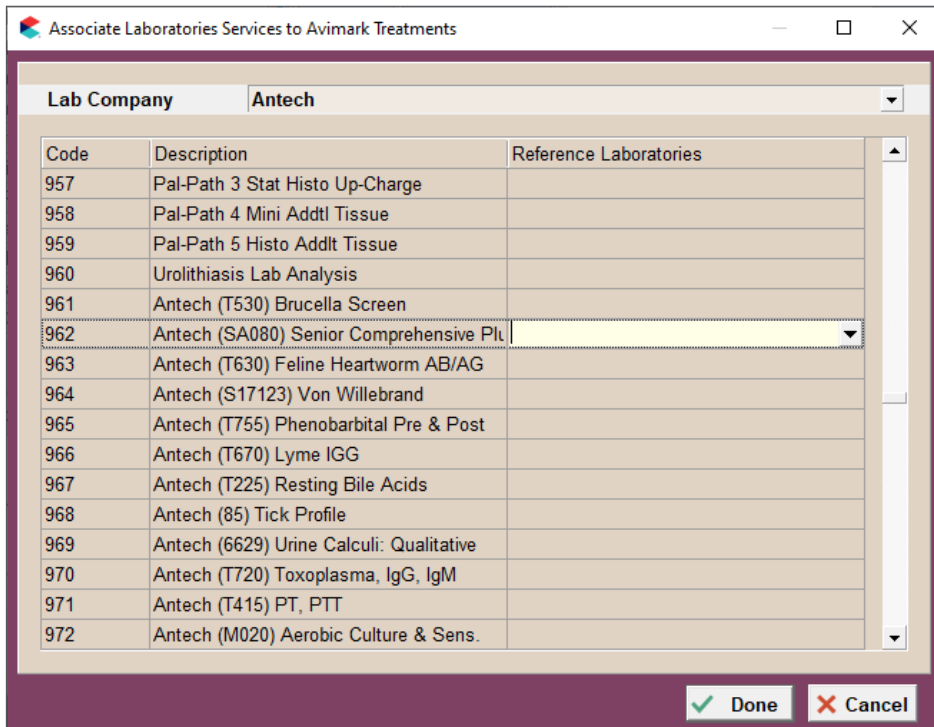 Associate Laboratories Services to Avimark Treatments
Lab Company Antech
Code Description Reference Laboratories
957 Pal-Path 3 Stat Histo Up-Charge
958 Pal-Path 4 Mini Addtl Tissue
959 Pal-Path 5 Histo Addlt Tissue
960 Urolithiasis Lab Analysis
961 Antech (T530) Brucella Screen
962 Antech (SA080) Senior Comprehensive Plu
963 Antech (T630) Feline Heartworm AB/AG
964 Antech (S17123) Von Willebrand
965 Antech (T755) Phenobarbital Pre & Post
966 Antech (T670) Lyme IGG
967 Antech (T225) Resting Bile Acids
968 Antech (85) Tick Profile
969 Antech (6629) Urine Calculi: Qualitative
970 Antech (T720) Toxoplasma, IgG, IgM
971 Antech (T415) PT, PTT
972 Antech (M020) Aerobic Culture & Sens.
Done Cancel